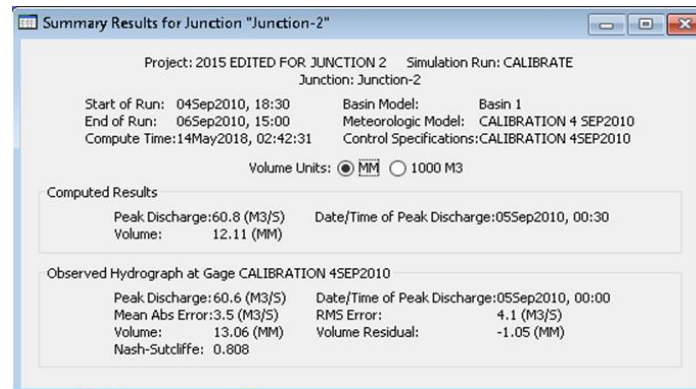 Summary Results for Junction "Junction-2"
Project: 2015 EDITED FOR JUNCTION 2 Simulation Run: CALIBRATE
Junction: Junction-2
Start of Run: 04Sep2010, 18:30 Basin Model: Basin 1
End of Run: 06Sep2010, 15:00 Meteorologic Model: CALIBRATION 4 SEP2010
Compute Time:14May2018, 02:42:31 Control Specifications:CALIBRATION 4SEP2010
Volume Units: MM 1000 M3
Computed Results
Peak Discharge:60.8 (M3/S) Date/Time of Peak Discharge:05Sep2010, 00:30
Volume: 12.11 (MM)
Observed Hydrograph at Gage CALIBRATION 4SEP2010
Peak Discharge:60.6 (M3/S) Date/Time of Peak Discharge:05Sep2010, 00:00
Mean Abs Error:3.5 (M3/S) RMS Error: 4.1 (M3/S)
Volume: 13.06 (MM) Volume Residual: -1.05 (MM)
Nash-Sutcliffe: 0.808